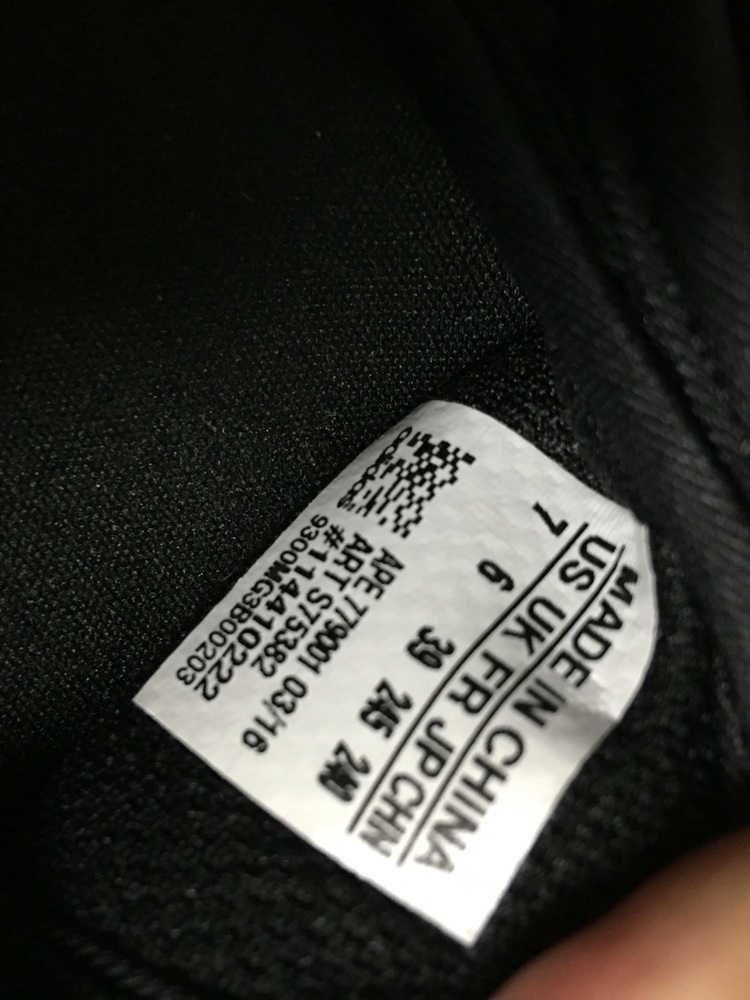 MADE IN CHINA
US UK FR JP CHN
7 6 39 245 240
APE 779001 03/16
ART S75382
#114410222
9300MG3B00203
adidas